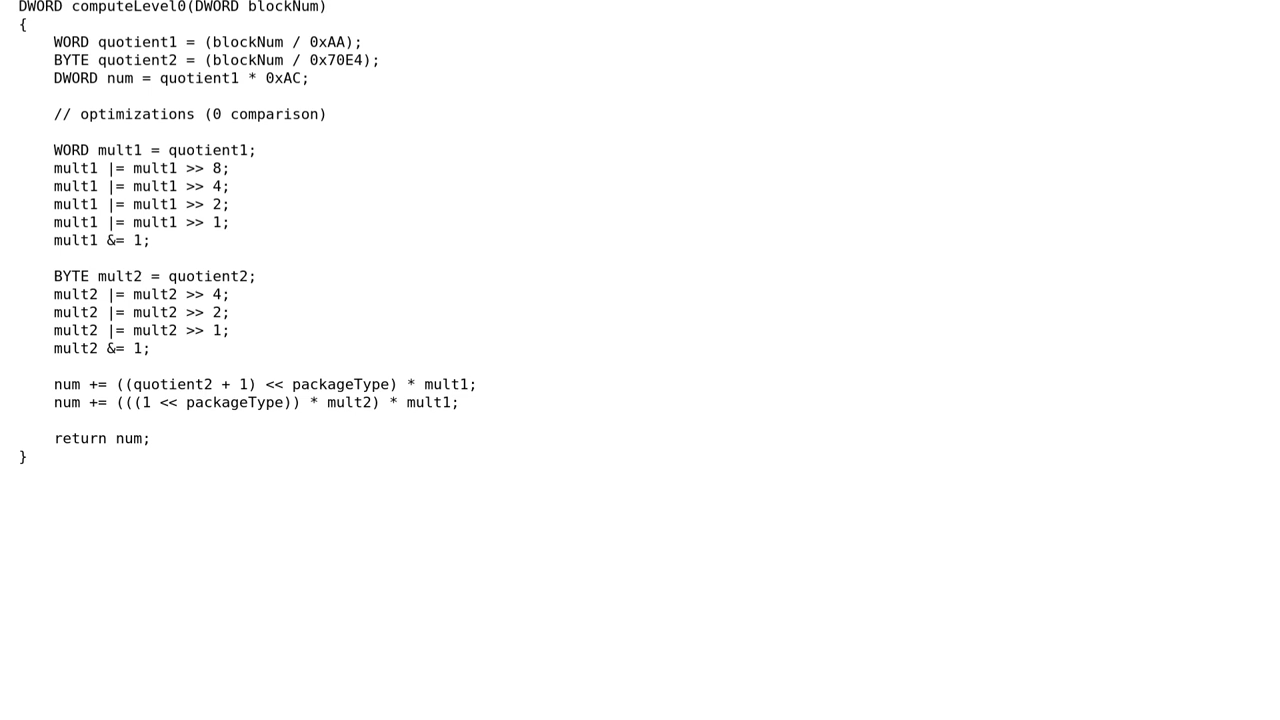 DWORD computeLevel0(DWORD blockNum)
{
    WORD quotient1 = (blockNum / 0xAA);
    BYTE quotient2 = (blockNum / 0x70E4);
    DWORD num = quotient1 * 0xAC;

    // optimizations (0 comparison)

    WORD mult1 = quotient1;
    mult1 |= mult1 >> 8;
    mult1 |= mult1 >> 4;
    mult1 |= mult1 >> 2;
    mult1 |= mult1 >> 1;
    mult1 &= 1;

    BYTE mult2 = quotient2;
    mult2 |= mult2 >> 4;
    mult2 |= mult2 >> 2;
    mult2 |= mult2 >> 1;
    mult2 &= 1;

    num += ((quotient2 + 1) << packageType) * mult1;
    num += (((1 << packageType)) * mult2) * mult1;

    return num;
}